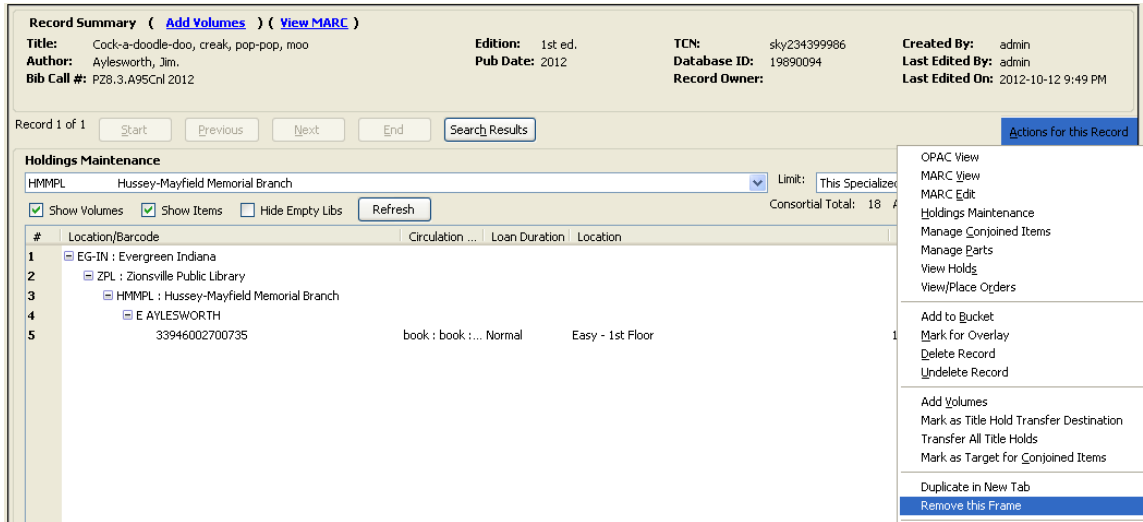 Record Summary ( Add Volumes ) ( View MARC )
Title: Cock-a-doodle-doo, creak, pop-pop, moo Edition: 1st ed. TCN: sky234399986 Created By: admin
Author: Aylesworth, Jim. Pub Date: 2012 Database ID: 19890094 Last Edited By: admin
Bib Call #: PZ8.3.A95Cnl 2012 Record Owner: Last Edited On: 2012-10-12 9:49 PM
Record 1 of 1 Start Previous Next End Search Results Actions for this Record
Holdings Maintenance
HMMPL Hussey-Mayfield Memorial Branch Limit: This Specialized
Show Volumes Show Items Hide Empty Libs Refresh Consortial Total: 18
# Location/Barcode Circulation ... Loan Duration Location
1 EG-IN : Evergreen Indiana
2 ZPL : Zionsville Public Library
3 HMMPL : Hussey-Mayfield Memorial Branch
4 E AYLESWORTH
5 33946002700735 book : book :... Normal Easy - 1st Floor
OPAC View
MARC View
MARC Edit
Holdings Maintenance
Manage Conjoined Items
Manage Parts
View Holds
View/Place Orders
Add to Bucket
Mark for Overlay
Delete Record
Undelete Record
Add Volumes
Mark as Title Hold Transfer Destination
Transfer All Title Holds
Mark as Target for Conjoined Items
Duplicate in New Tab
Remove this Frame